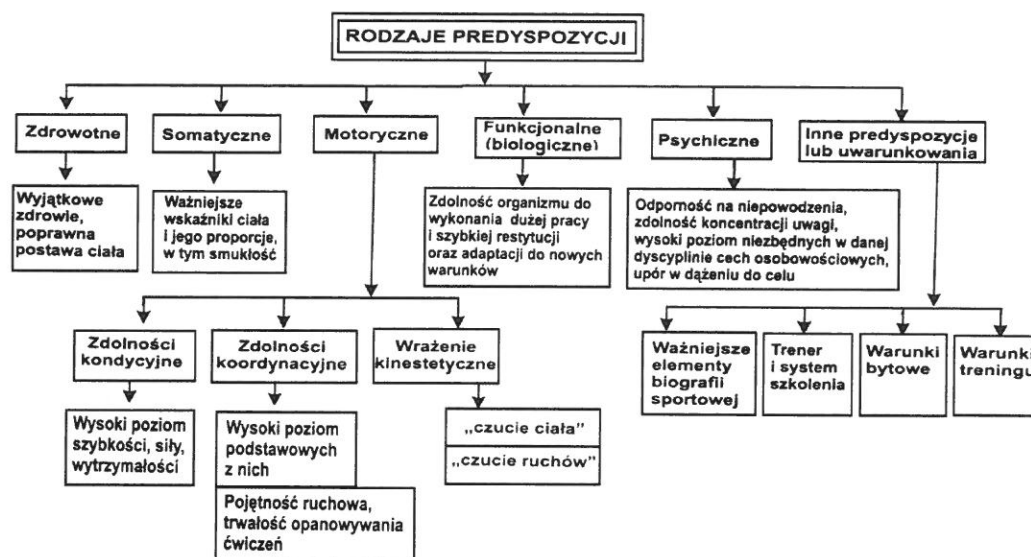 RODZAJE PREDYSPOZYCJI
Zdrowotne
Somatyczne
Motoryczne
Funkcjonalne
(biologiczne)
Psychiczne
Inne predyspozycje
lub uwarunkowania
Wyjątkowe
zdrowie,
poprawna
postawa ciała
Ważniejsze
wskaźniki ciała
i jego proporcje,
w tym smukłość
Zdolność organizmu do
wykonania dużej pracy
i szybkiej restytucji
oraz adaptacji do nowych
warunków
Odporność na niepowodzenia,
zdolność koncentracji uwagi,
wysoki poziom niezbędnych w danej
dyscyplinie cech osobowościowych,
upór w dążeniu do celu
Zdolności
kondycyjne
Zdolności
koordynacyjne
Wrażenie
kinestetyczne
Ważniejsze
elementy
biografii
sportowej
Trener
i system
szkolenia
Warunki
bytowe
Warunki
treningu
Wysoki poziom
szybkości, siły,
wytrzymałości
Wysoki poziom
podstawowych
z nich
„czucie ciała”
„czucie ruchów”
Pojętność ruchowa,
trwałość opanowywania
ćwiczeń